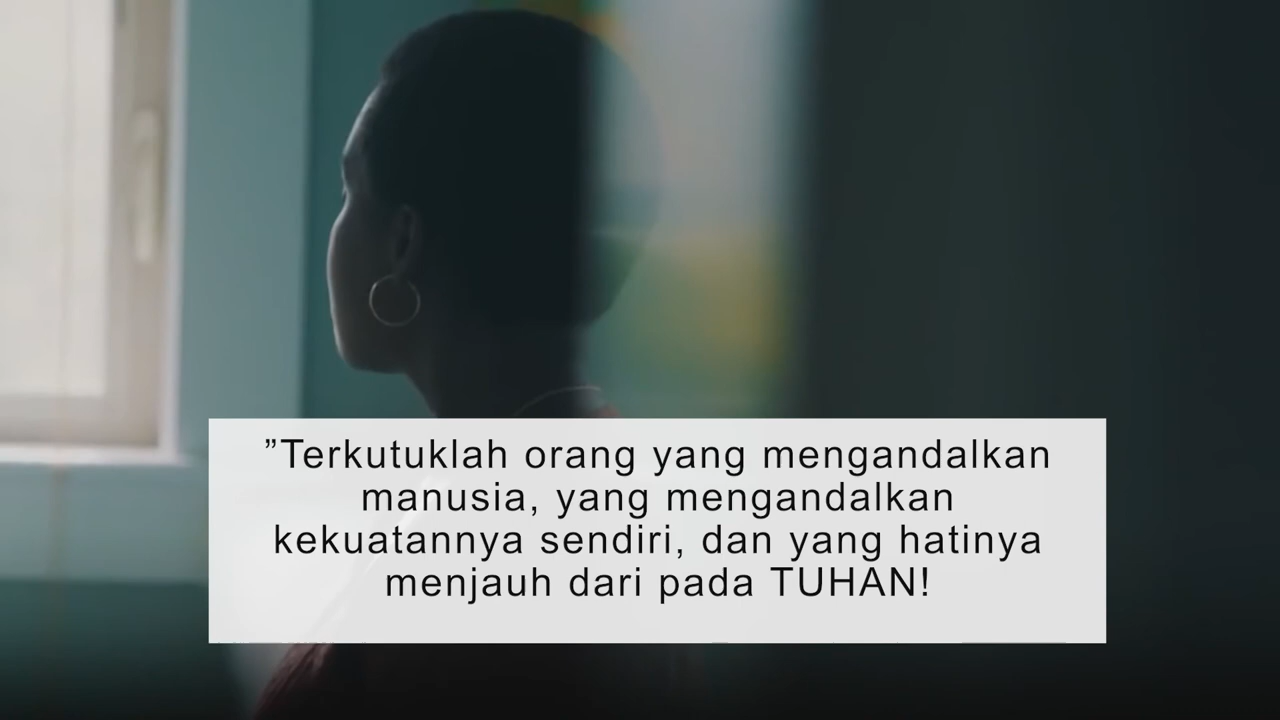 ”Terkutuklah orang yang mengandalkan
manusia, yang mengandalkan
kekuatannya sendiri, dan yang hatinya
menjauh dari pada TUHAN!